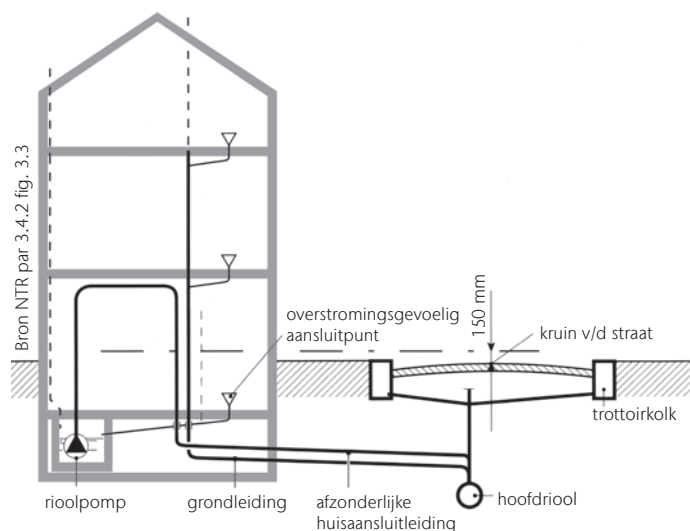 Bron NTR par 3.4.2 fig. 3.3
overstromingsgevoelig
aansluitpunt
150 mm
kruin v/d straat
trottoirkolk
rioolpomp
grondleiding
afzonderlijke
huisaansluitleiding
hoofdriool